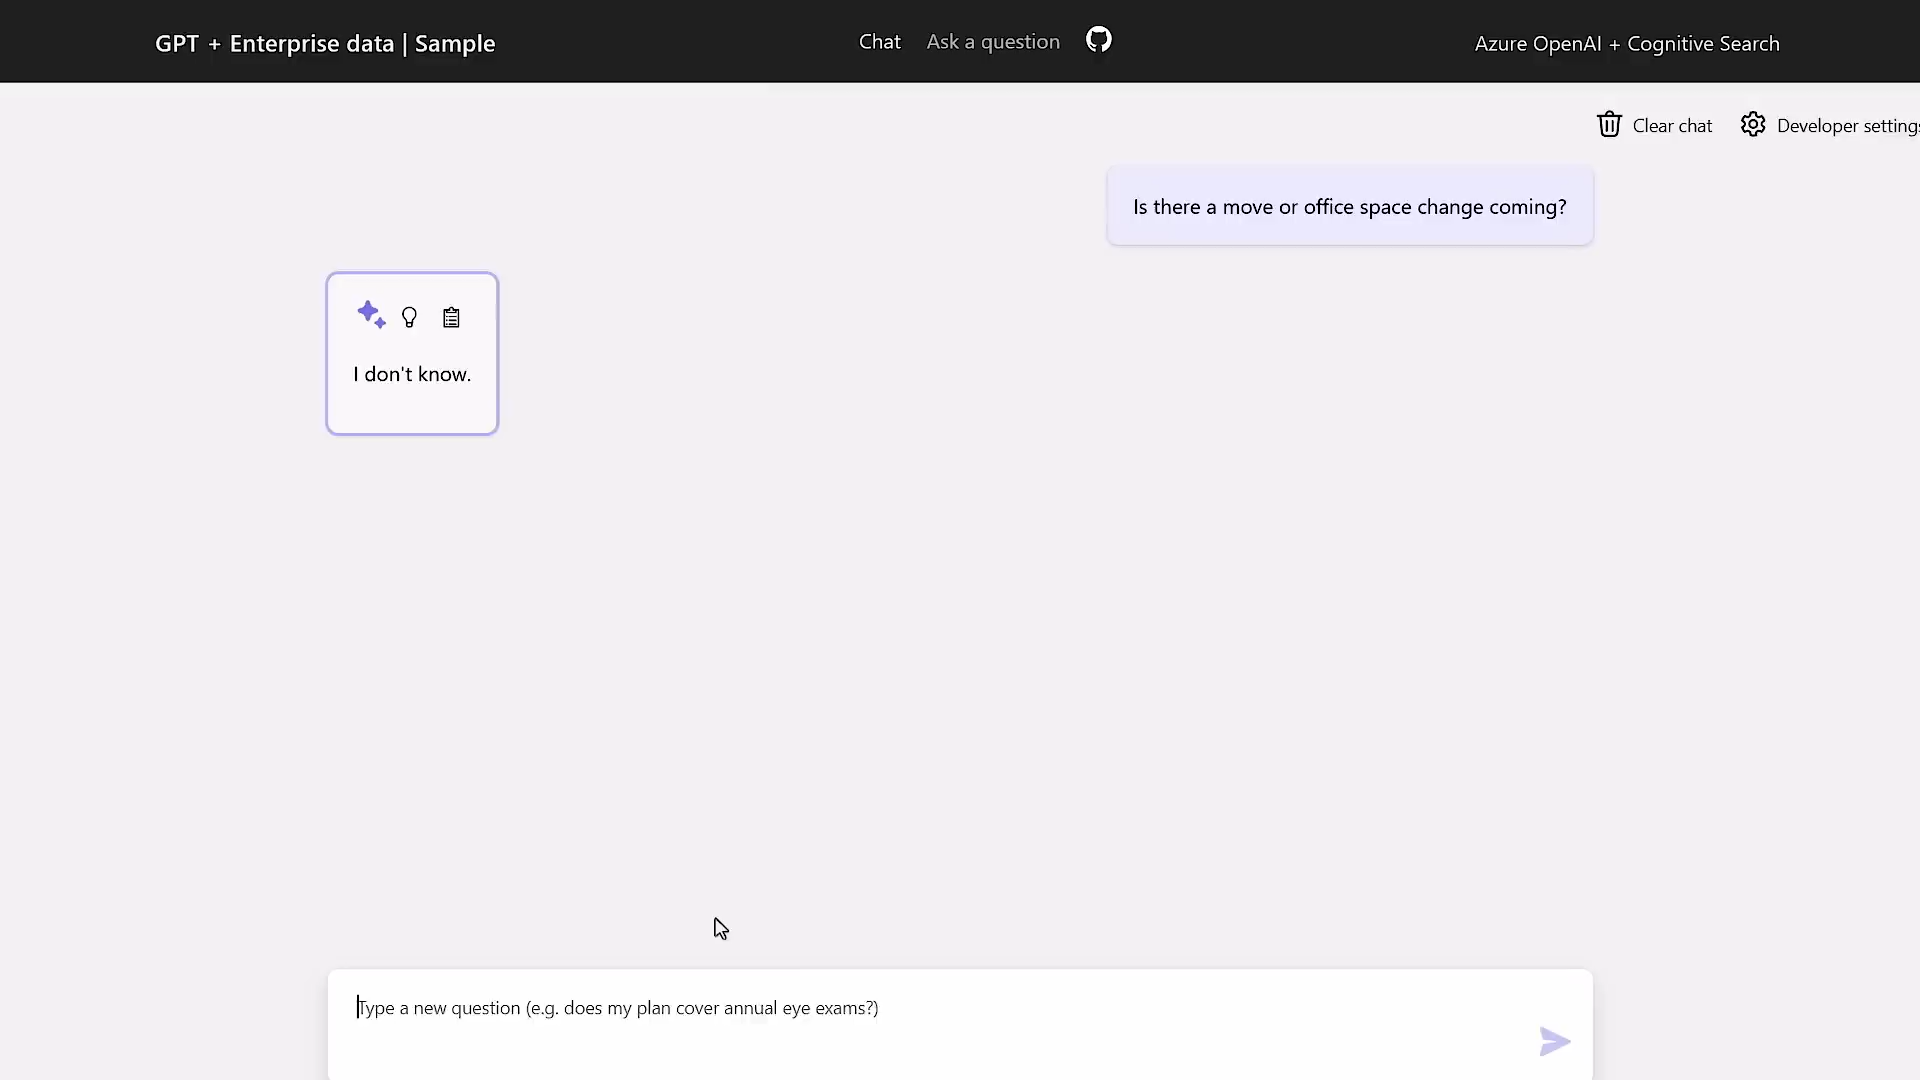 GPT + Enterprise data | Sample
Chat
Ask a question
Azure OpenAI + Cognitive Search
Clear chat
Developer settings
Is there a move or office space change coming?
I don't know.
Type a new question (e.g. does my plan cover annual eye exams?)